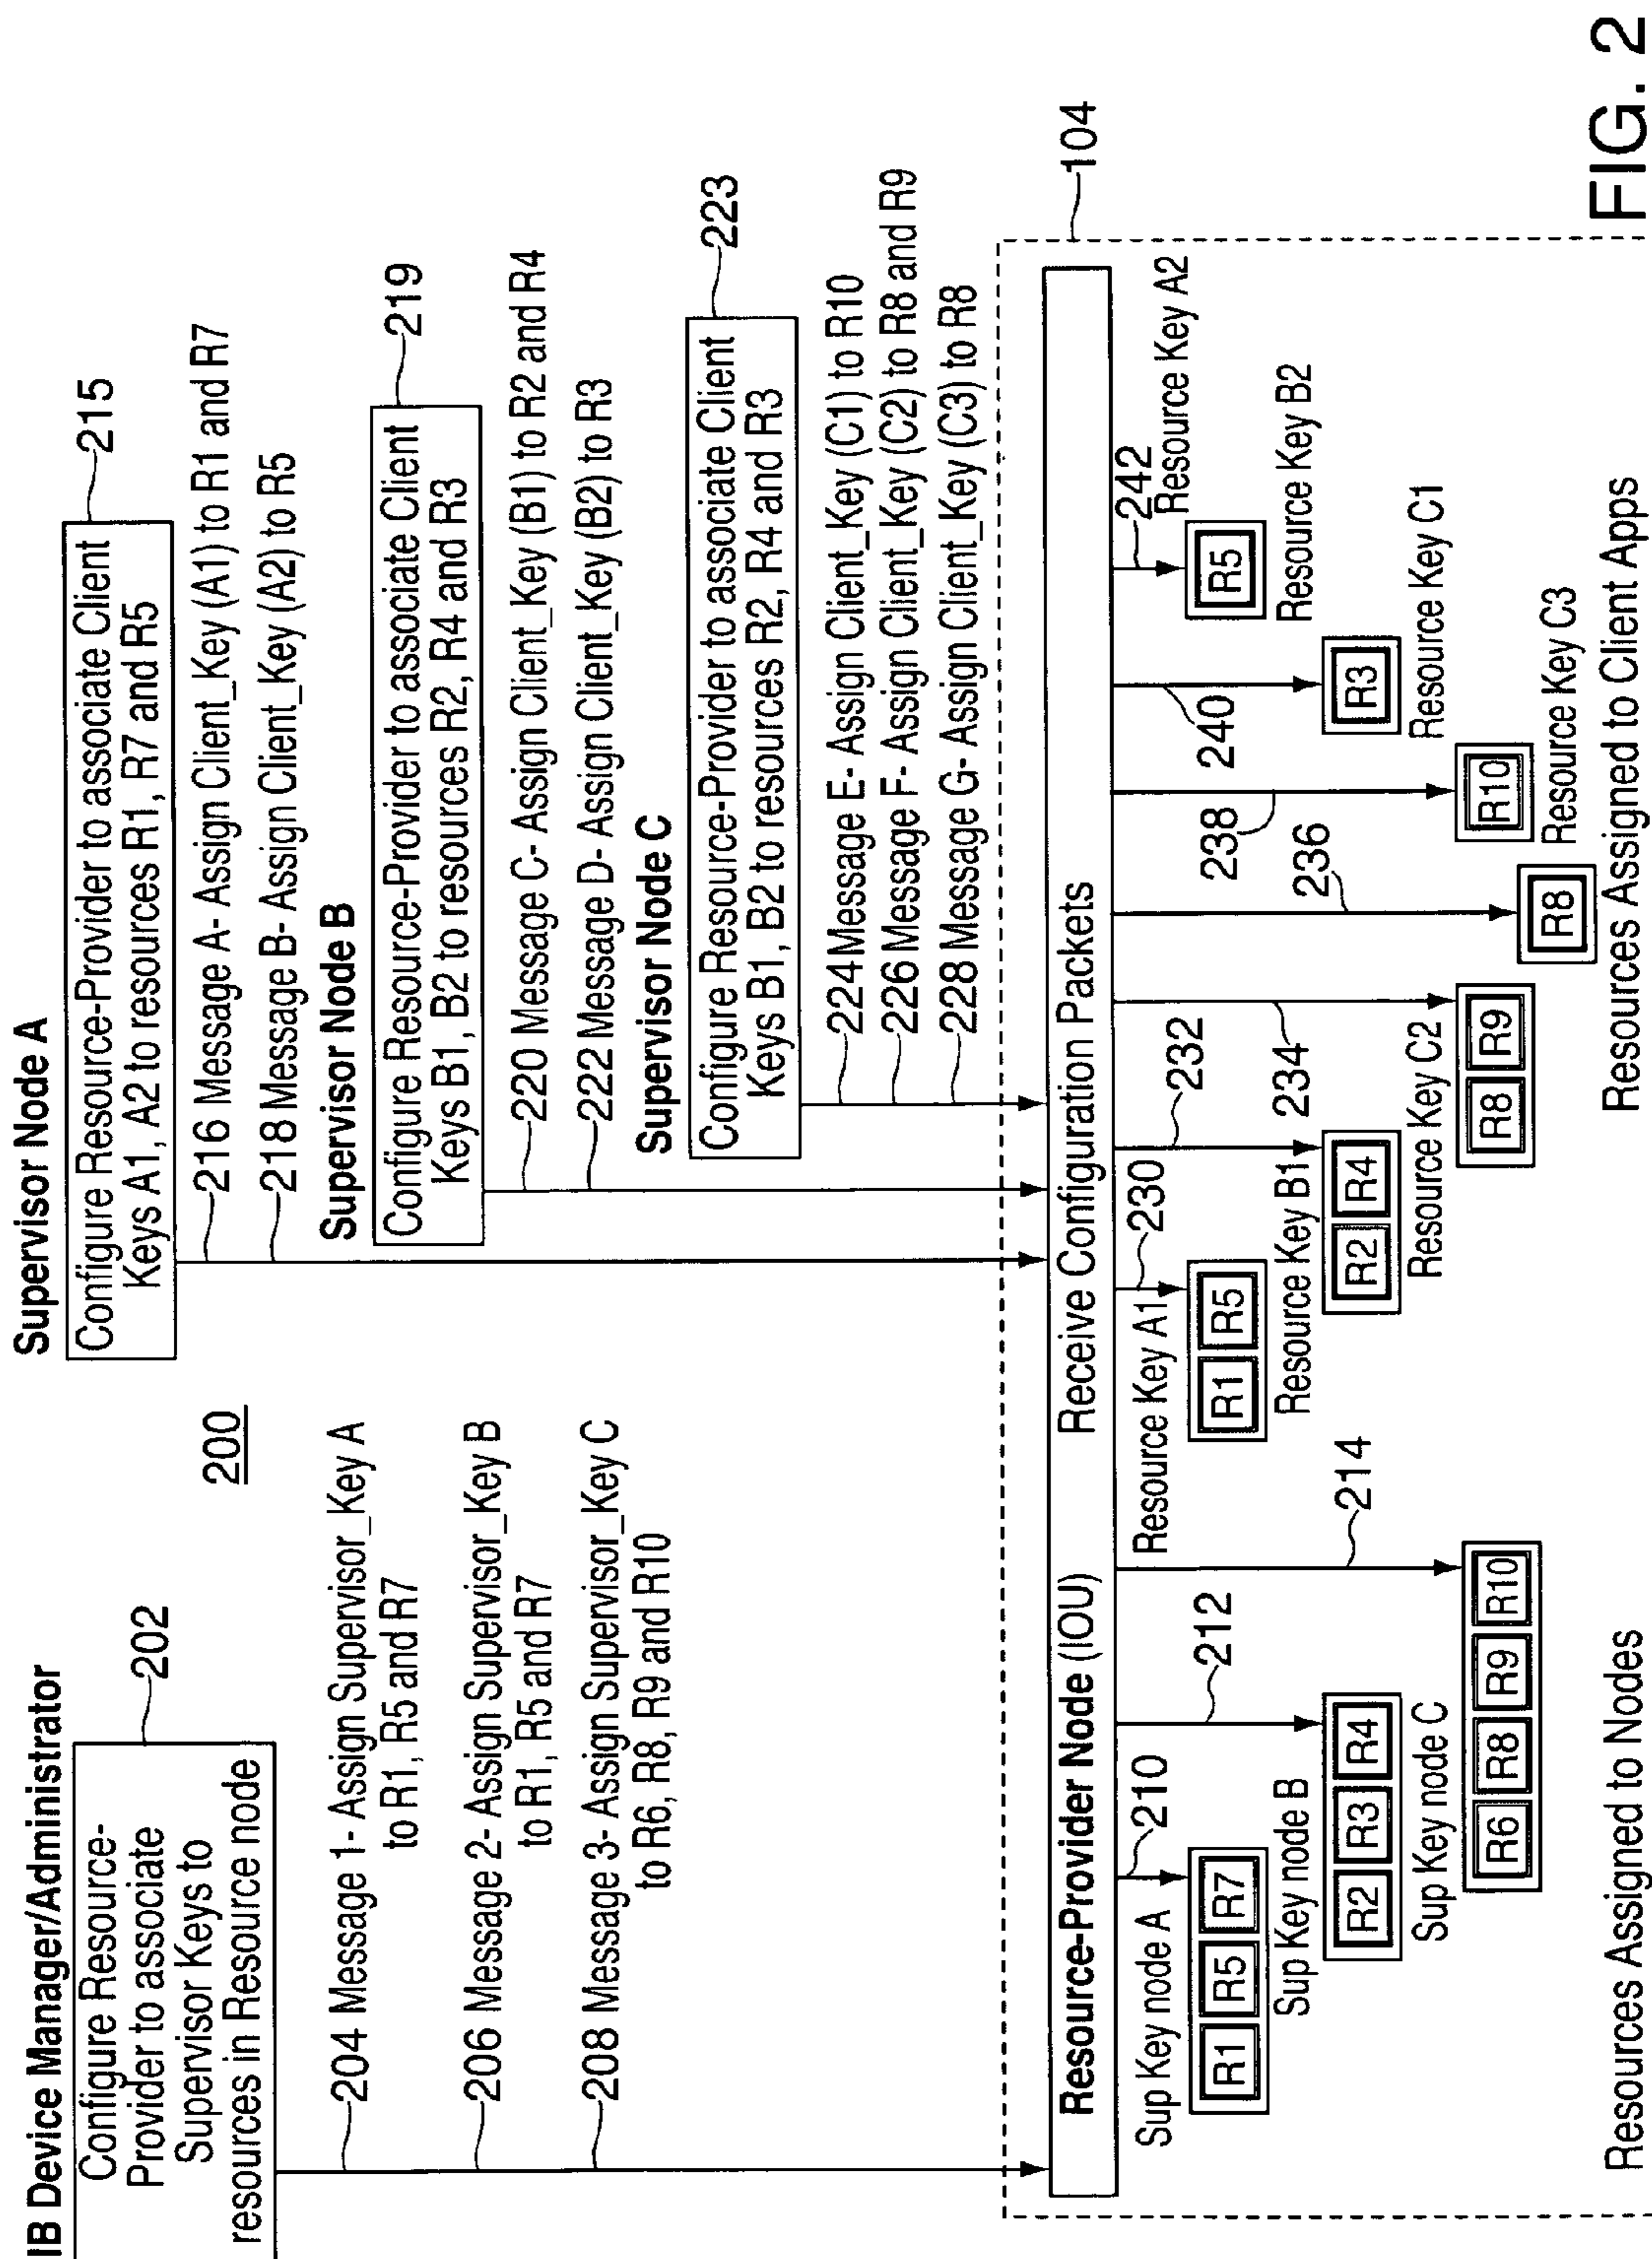 IB Device Manager/Administrator
Configure Resource-
Provider to associate
Supervisor Keys to
resources in Resource node
202
204 Message 1- Assign Supervisor_Key A
to R1, R5 and R7
206 Message 2- Assign Supervisor_Key B
to R1, R5 and R7
208 Message 3- Assign Supervisor_Key C
to R6, R8, R9 and R10
200
Supervisor Node A
Configure Resource-Provider to associate Client
Keys A1, A2 to resources R1, R7 and R5
215
216 Message A- Assign Client_Key (A1) to R1 and R7
218 Message B- Assign Client_Key (A2) to R5
Supervisor Node B
Configure Resource-Provider to associate Client
Keys B1, B2 to resources R2, R4 and R3
219
220 Message C- Assign Client_Key (B1) to R2 and R4
222 Message D- Assign Client_Key (B2) to R3
Supervisor Node C
Configure Resource-Provider to associate Client
Keys B1, B2 to resources R2, R4 and R3
223
224 Message E- Assign Client_Key (C1) to R10
226 Message F- Assign Client_Key (C2) to R8 and R9
228 Message G- Assign Client_Key (C3) to R8
104
Resource-Provider Node (IOU)
Receive Configuration Packets
Sup Key node A
210
R1 R5 R7
Sup Key node B
212
R2 R3 R4
Sup Key node C
214
R6 R8 R9 R10
Resources Assigned to Nodes
Resource Key A1
230
R1 R5
Resource Key B1
232
R2 R4
Resource Key C2
234
R8 R9
236
R8
Resource Key C3
238
R10
Resource Key C1
240
R3
Resource Key B2
242
R5
Resource Key A2
Resources Assigned to Client Apps
FIG. 2